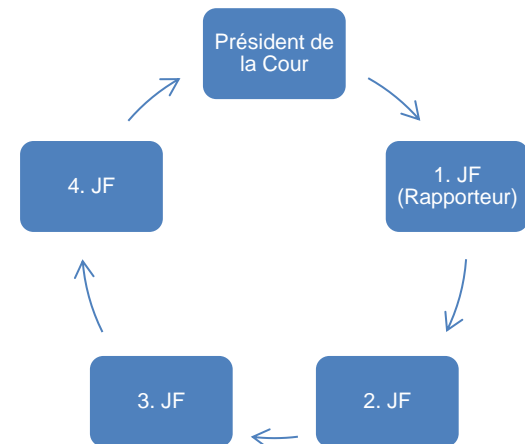 Président de
la Cour
1. JF
(Rapporteur)
2. JF
3. JF
4. JF